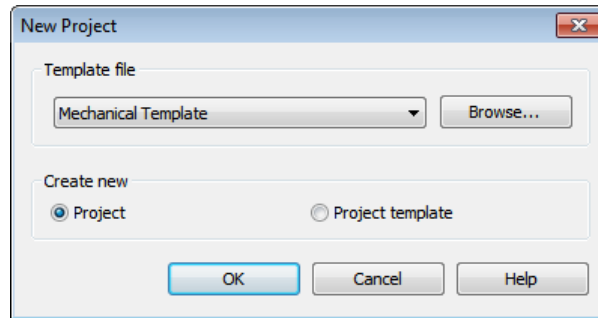 New Project
Template file
Mechanical Template
Browse...
Create new
Project
Project template
OK
Cancel
Help